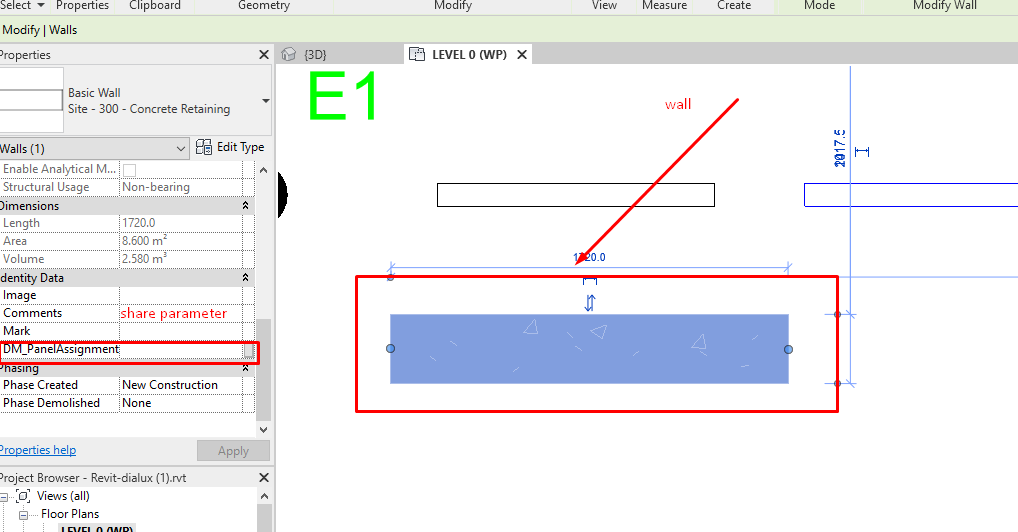 Select ▾ Properties Clipboard Geometry Modify View Measure Create Mode Modify Wall
Modify | Walls
Properties
{3D}
LEVEL 0 (WP)
E1
Basic Wall
Site - 300 - Concrete Retaining
wall
Walls (1)
Edit Type
Enable Analytical M...
Structural Usage Non-bearing
Dimensions
Length 1720.0
Area 8.600 m²
Volume 2.580 m³
1720.0
Identity Data
Image
Comments share parameter
Mark
DM_PanelAssignment
Phasing
Phase Created New Construction
Phase Demolished None
Properties help
Apply
Project Browser - Revit-dialux (1).rvt
Views (all)
Floor Plans
LEVEL 0 (WP)